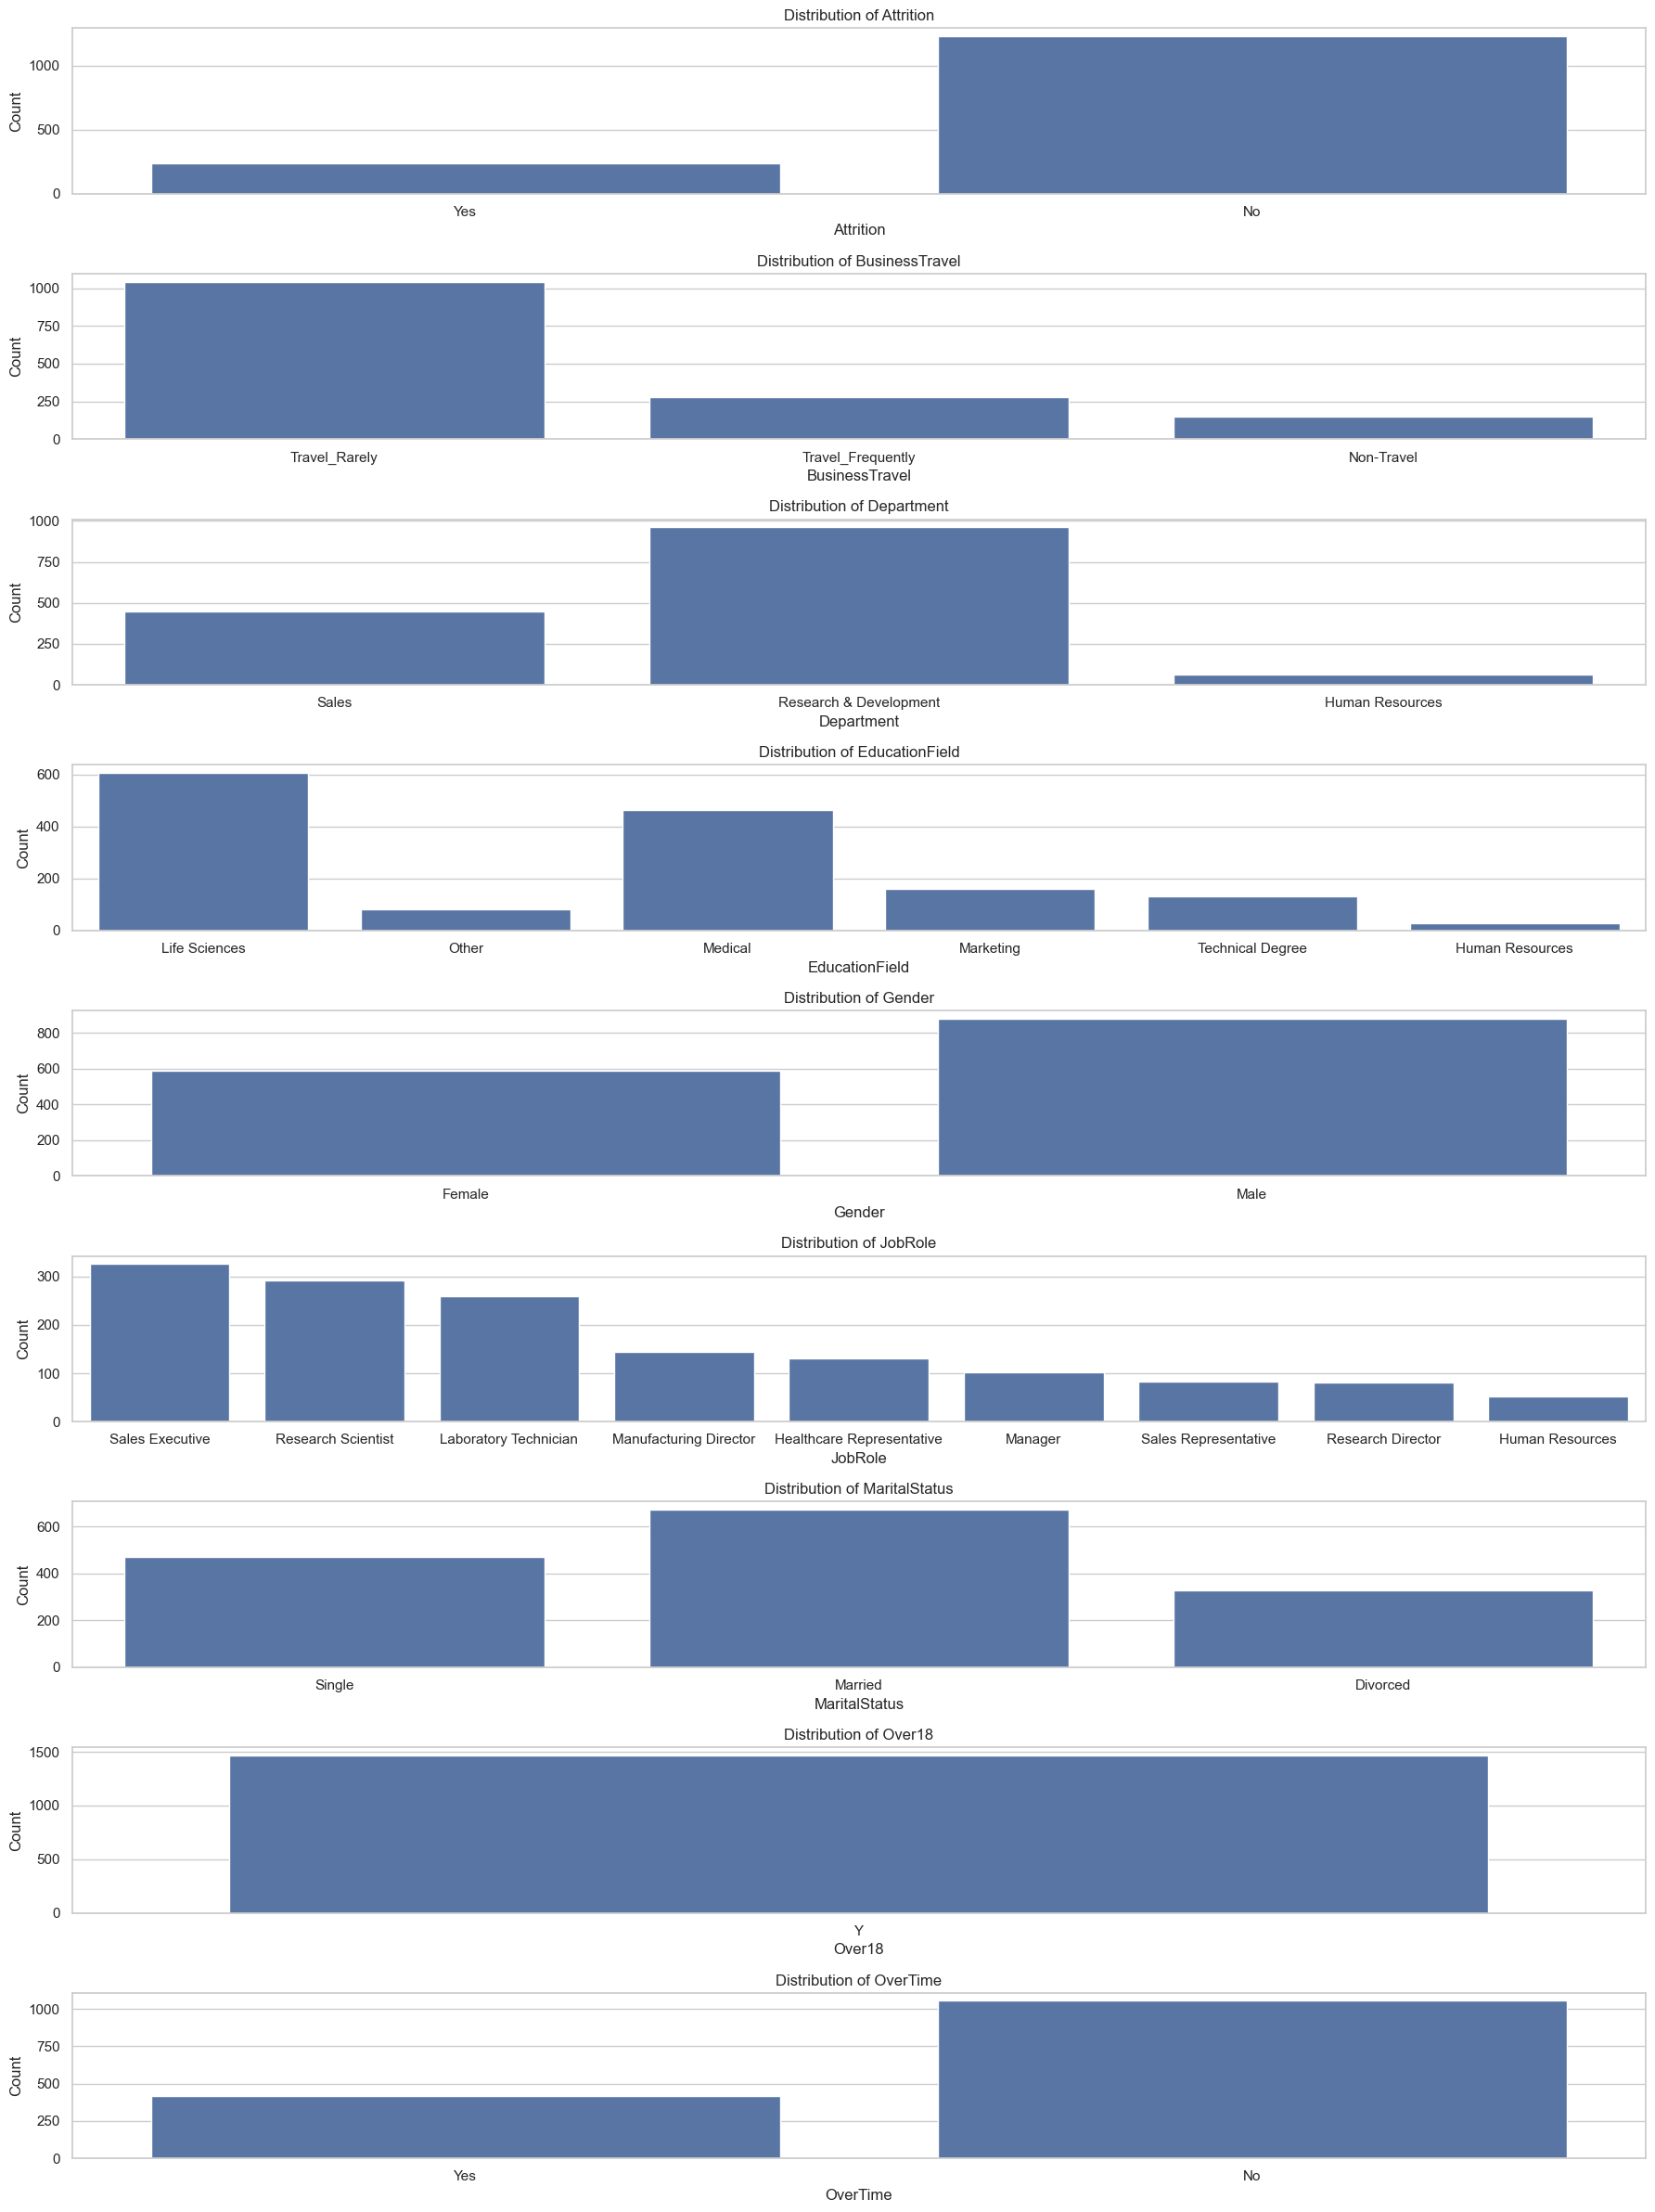 Distribution of Attrition
1000
500
0
Count
Yes No
Attrition
Distribution of BusinessTravel
1000
750
500
250
0
Count
Travel_Rarely Travel_Frequently Non-Travel
BusinessTravel
Distribution of Department
1000
750
500
250
0
Count
Sales Research & Development Human Resources
Department
Distribution of EducationField
600
400
200
0
Count
Life Sciences Other Medical Marketing Technical Degree Human Resources
EducationField
Distribution of Gender
800
600
400
200
0
Count
Female Male
Gender
Distribution of JobRole
300
200
100
0
Count
Sales Executive Research Scientist Laboratory Technician Manufacturing Director Healthcare Representative Manager Sales Representative Research Director Human Resources
JobRole
Distribution of MaritalStatus
600
400
200
0
Count
Single Married Divorced
MaritalStatus
Distribution of Over18
1500
1000
500
0
Count
Y
Over18
Distribution of OverTime
1000
750
500
250
0
Count
Yes No
OverTime